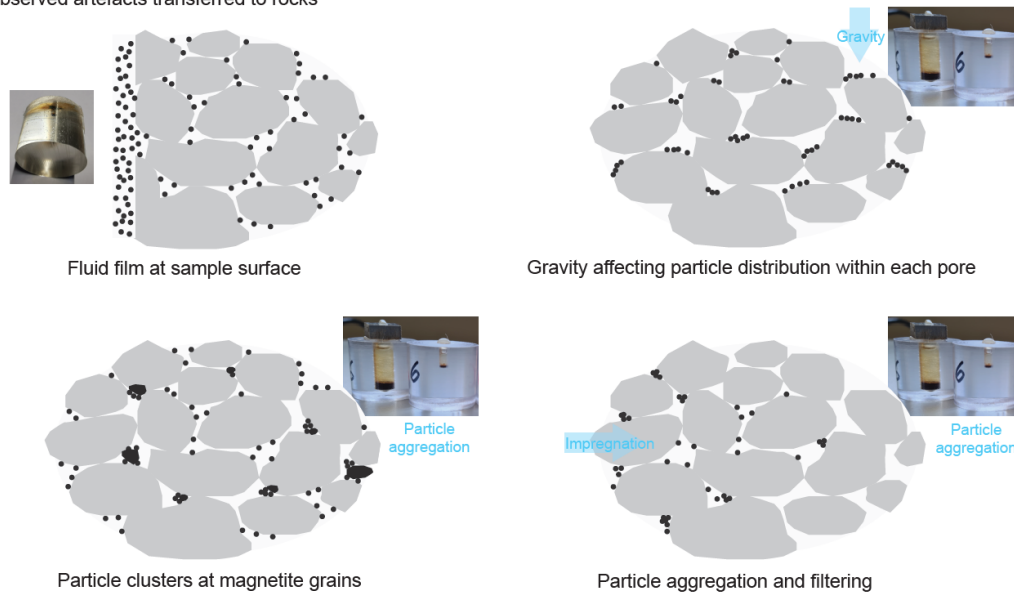 observed artefacts transferred to rocks
Gravity
6
Fluid film at sample surface
Gravity affecting particle distribution within each pore
6
Particle
aggregation
Impregnation
6
Particle
aggregation
Particle clusters at magnetite grains
Particle aggregation and filtering